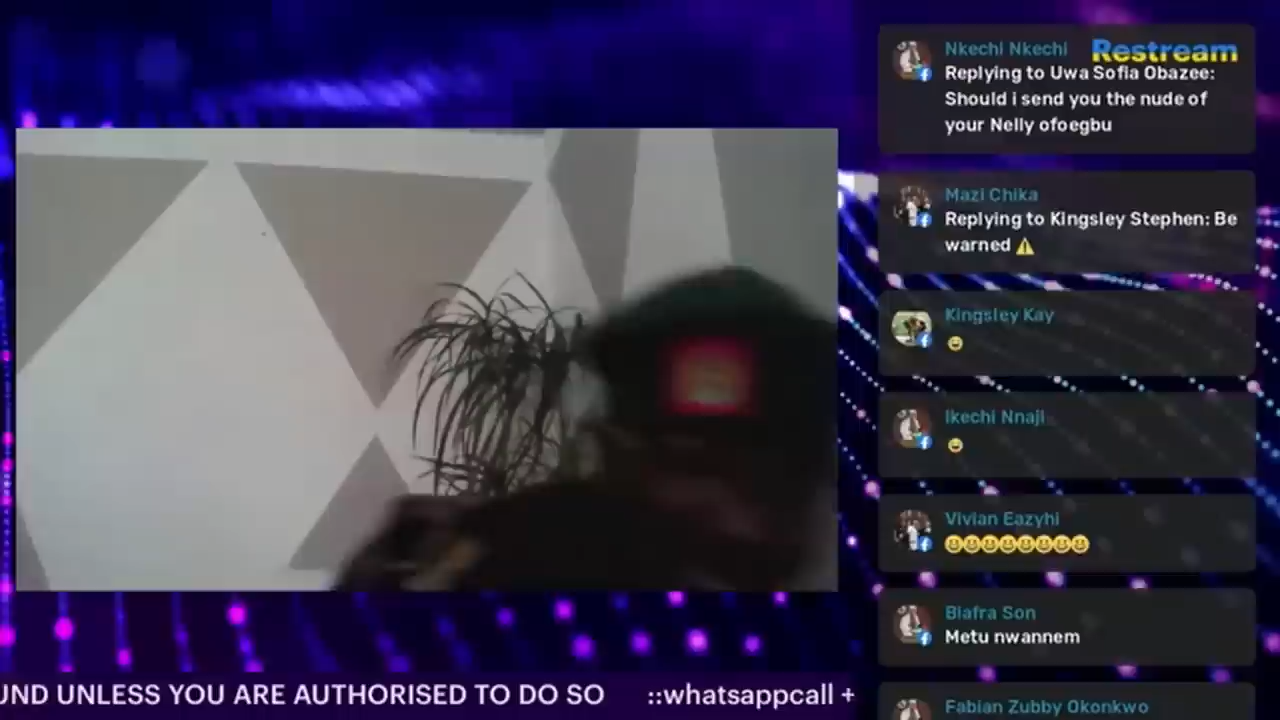 Nkechi Nkechi
Restream
Replying to Uwa Sofia Obazee:
Should i send you the nude of
your Nelly ofoegbu
Mazi Chika
Replying to Kingsley Stephen: Be
warned ⚠️
Kingsley Kay
Ikechi Nnaji
Vivian Eazyhi
Biafra Son
Metu nwannem
Fabian Zubby Okonkwo
UND UNLESS YOU ARE AUTHORISED TO DO SO ::whatsappcall +